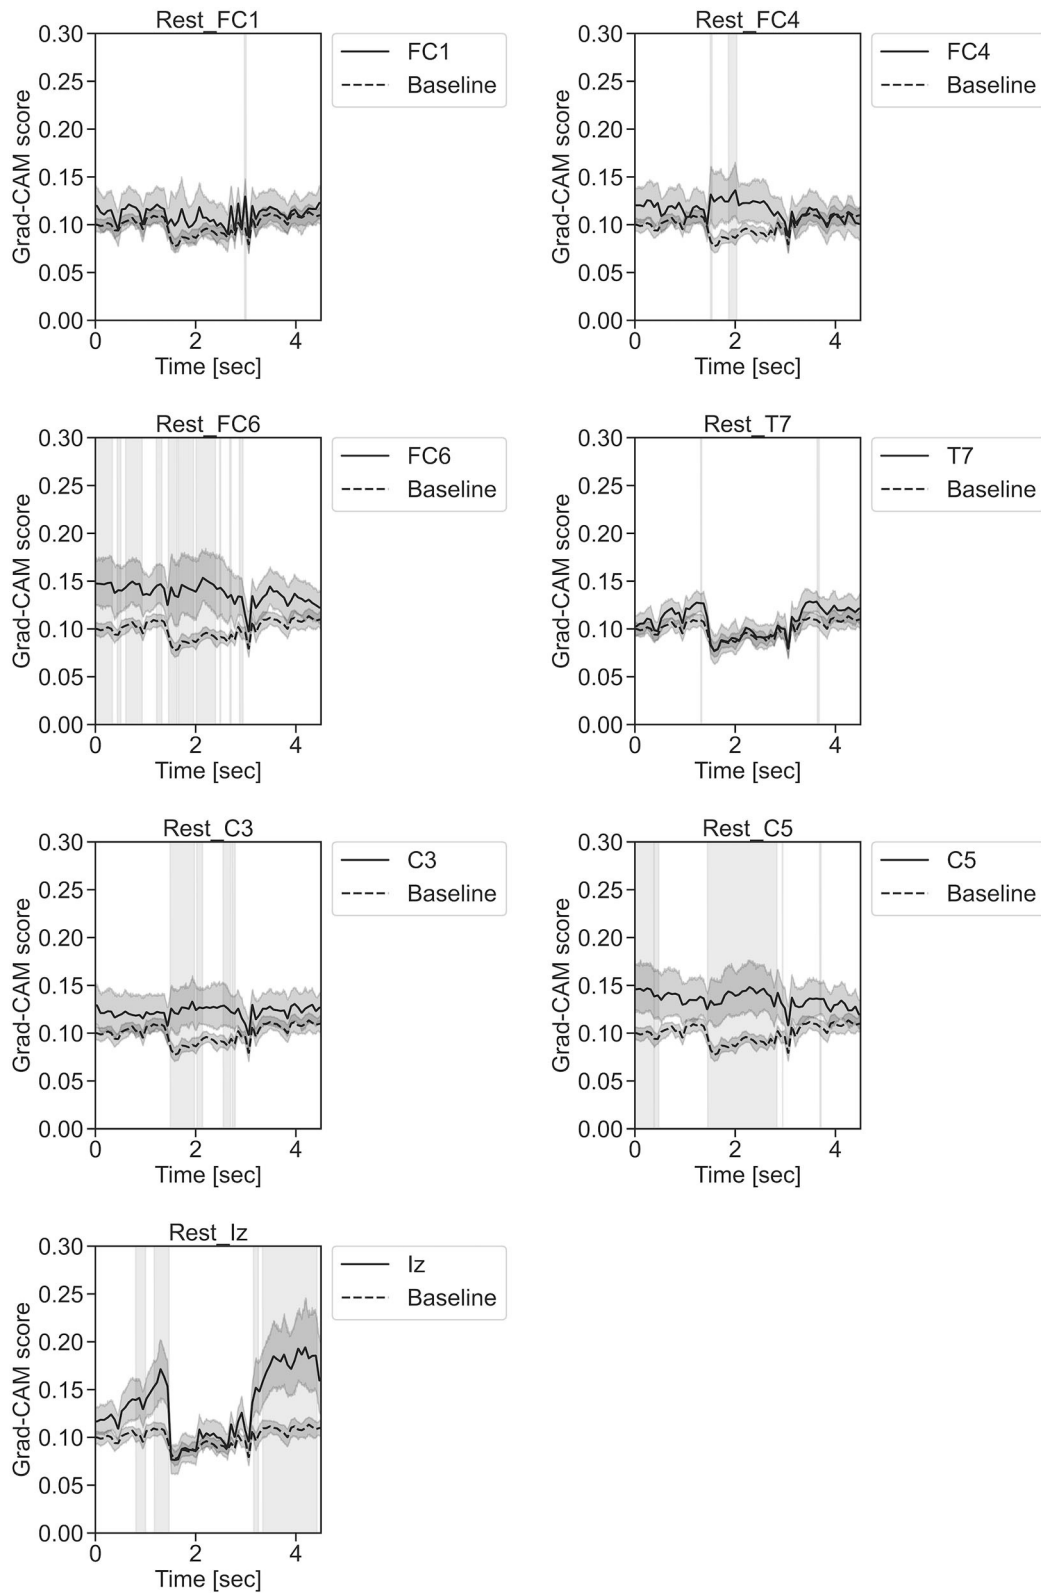 Rest_FC1
0.30
0.25
0.20
0.15
0.10
0.05
0.00
Grad-CAM score
0 2 4
Time [sec]
FC1
Baseline
Rest_FC4
0.30
0.25
0.20
0.15
0.10
0.05
0.00
Grad-CAM score
0 2 4
Time [sec]
FC4
Baseline
Rest_FC6
0.30
0.25
0.20
0.15
0.10
0.05
0.00
Grad-CAM score
0 2 4
Time [sec]
FC6
Baseline
Rest_T7
0.30
0.25
0.20
0.15
0.10
0.05
0.00
Grad-CAM score
0 2 4
Time [sec]
T7
Baseline
Rest_C3
0.30
0.25
0.20
0.15
0.10
0.05
0.00
Grad-CAM score
0 2 4
Time [sec]
C3
Baseline
Rest_C5
0.30
0.25
0.20
0.15
0.10
0.05
0.00
Grad-CAM score
0 2 4
Time [sec]
C5
Baseline
Rest_Iz
0.30
0.25
0.20
0.15
0.10
0.05
0.00
Grad-CAM score
0 2 4
Time [sec]
Iz
Baseline